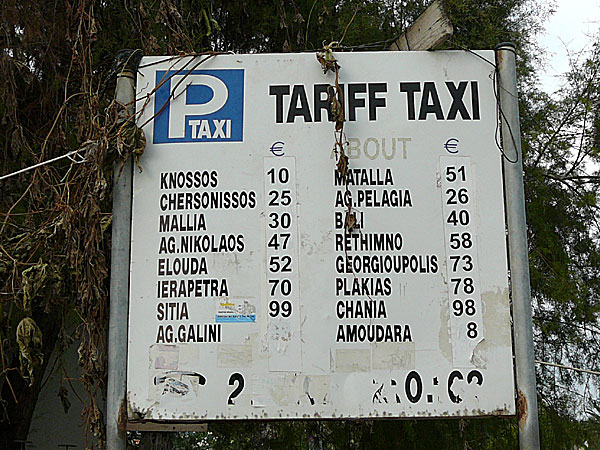 P
TAXI
TARIFF TAXI
ABOUT
€
KNOSSOS 10
CHERSONISSOS 25
MALLIA 30
AG.NIKOLAOS 47
ELOUDA 52
IERAPETRA 70
SITIA 99
AG.GALINI
€
MATALLA 51
AG.PELAGIA 26
BALI 40
RETHIMNO 58
GEORGIOUPOLIS 73
PLAKIAS 78
CHANIA 98
AMOUDARA 8